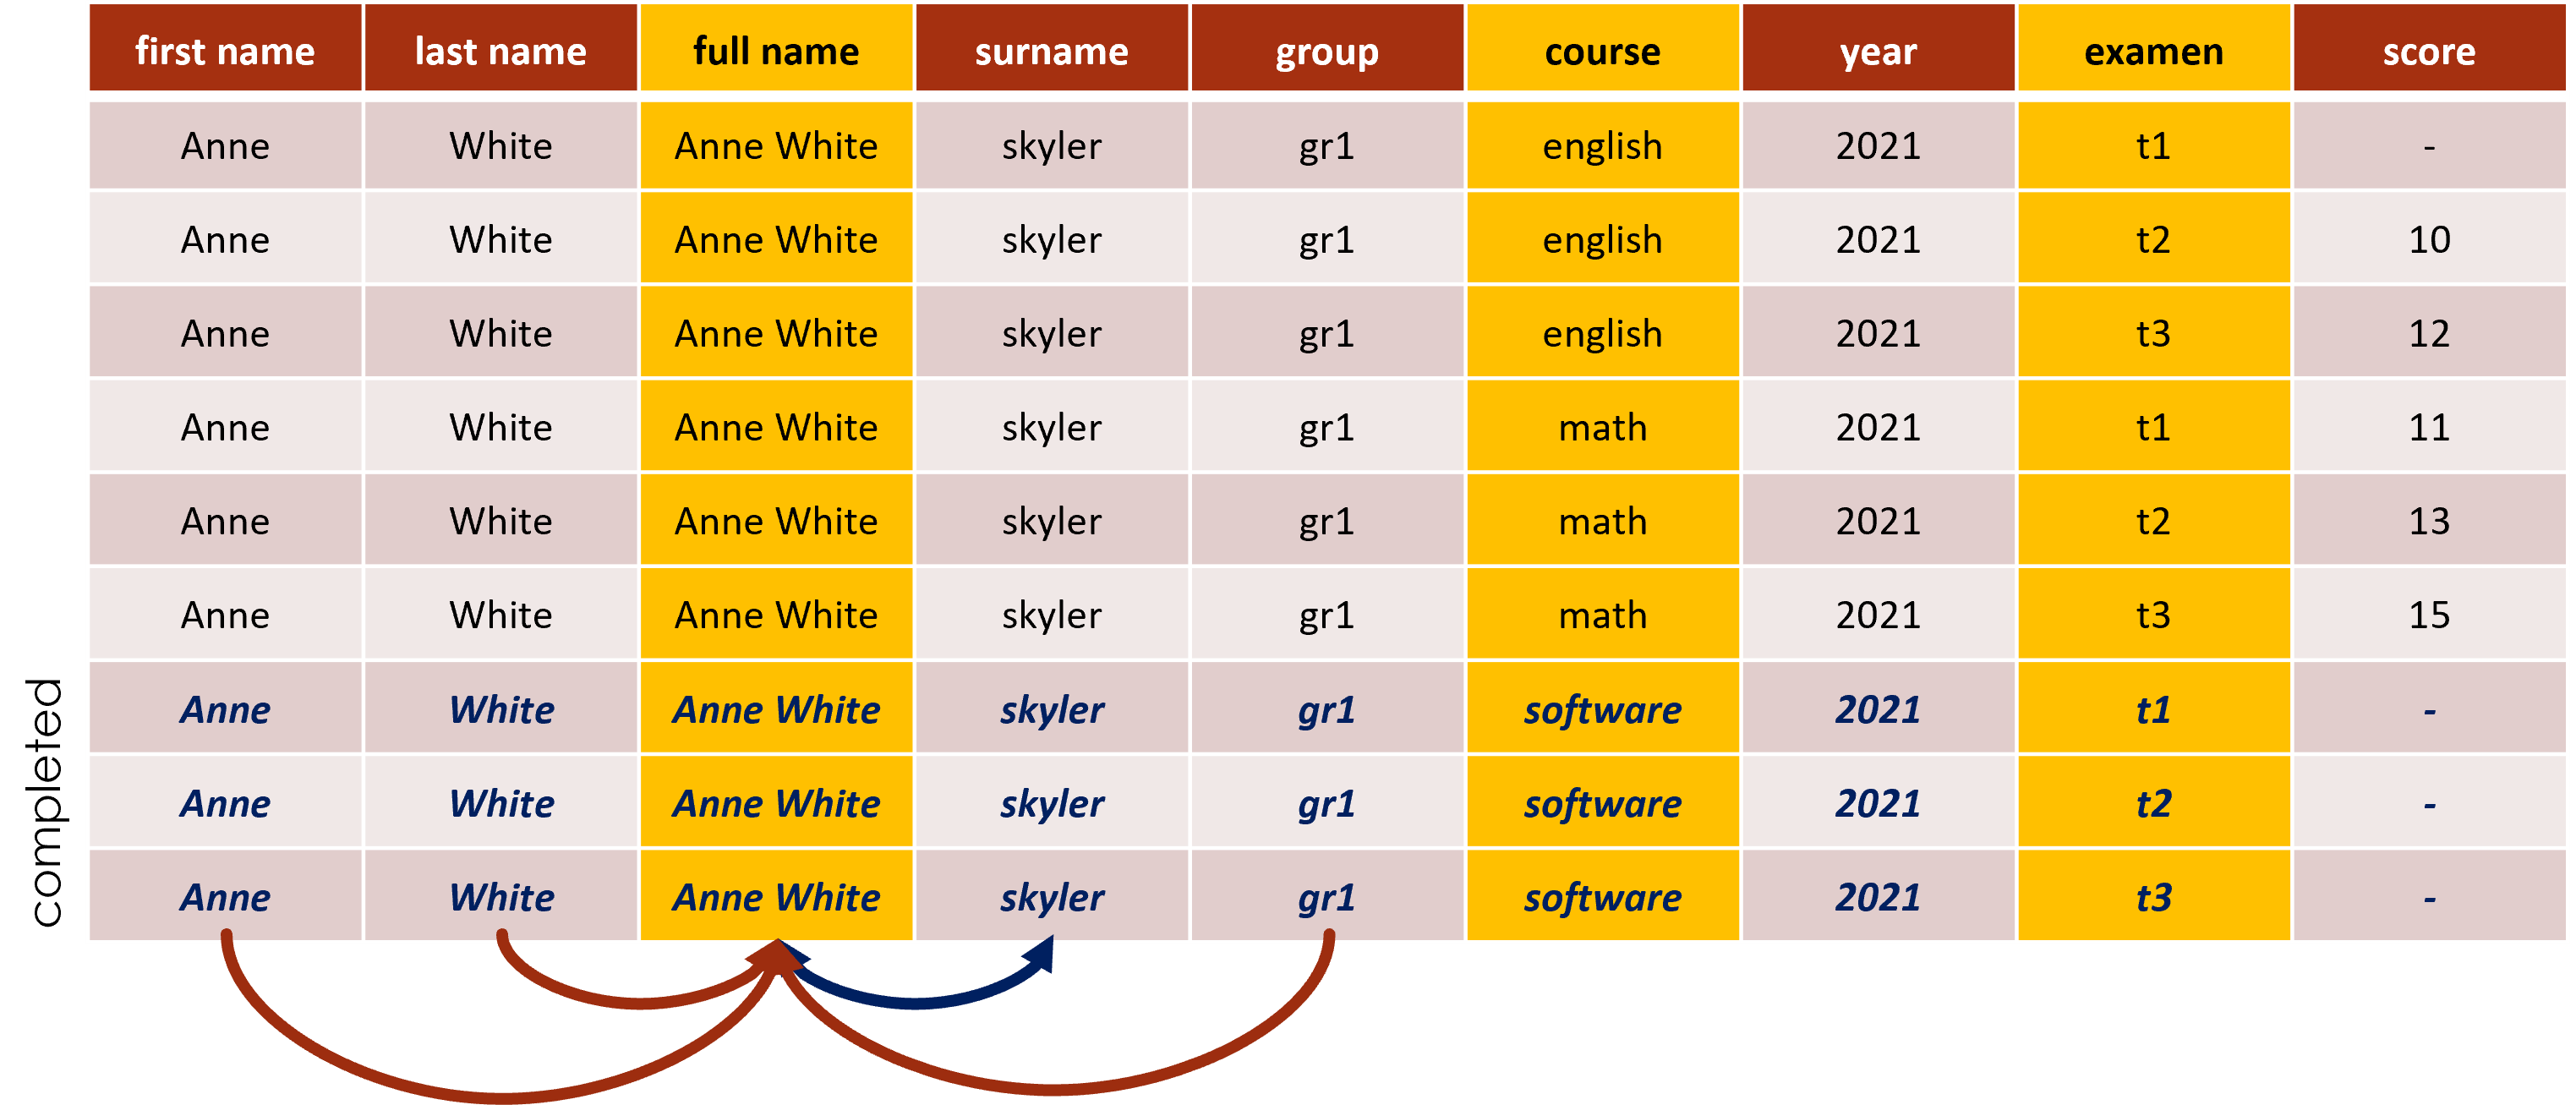 first name last name full name surname group course year examen score
Anne White Anne White skyler gr1 english 2021 t1 -
Anne White Anne White skyler gr1 english 2021 t2 10
Anne White Anne White skyler gr1 english 2021 t3 12
Anne White Anne White skyler gr1 math 2021 t1 11
Anne White Anne White skyler gr1 math 2021 t2 13
Anne White Anne White skyler gr1 math 2021 t3 15
completed
Anne White Anne White skyler gr1 software 2021 t1 -
Anne White Anne White skyler gr1 software 2021 t2 -
Anne White Anne White skyler gr1 software 2021 t3 -